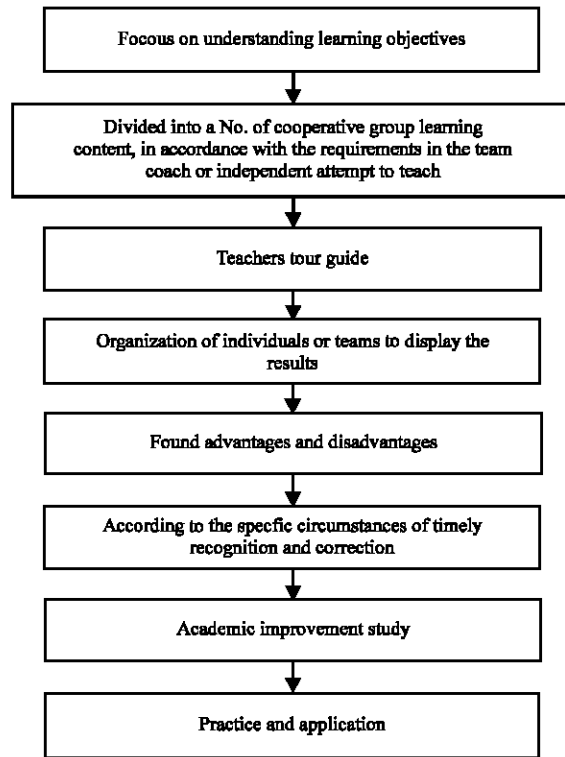 Focous on understanding learning objectives
Divided into a No. of cooperative group learning
content, in accordance with the requirements in the team
coach or independent attempt to teach
Teachers tour guide
Organization of individuals or teams to display the
results
Found advantages and disadvantages
According to the specfic circumstances of timely
recognition and correction
Academic improvement study
Practice and application